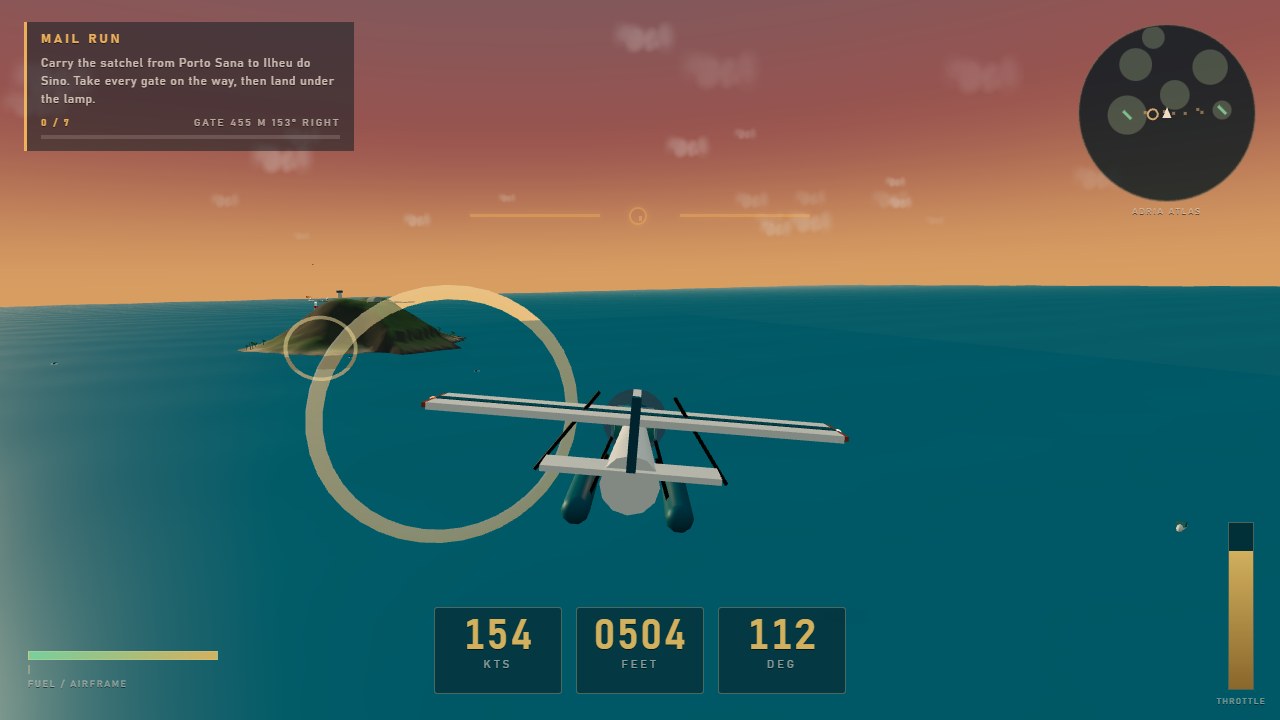 MAIL RUN
Carry the satchel from Porto Sana to Ilheu do
Sino. Take every gate on the way, then land under
the lamp.
0 / 7
GATE 455 M 153° RIGHT
ADRIA ATLAS
154
KTS
0504
FEET
112
DEG
FUEL / AIRFRAME
THROTTLE